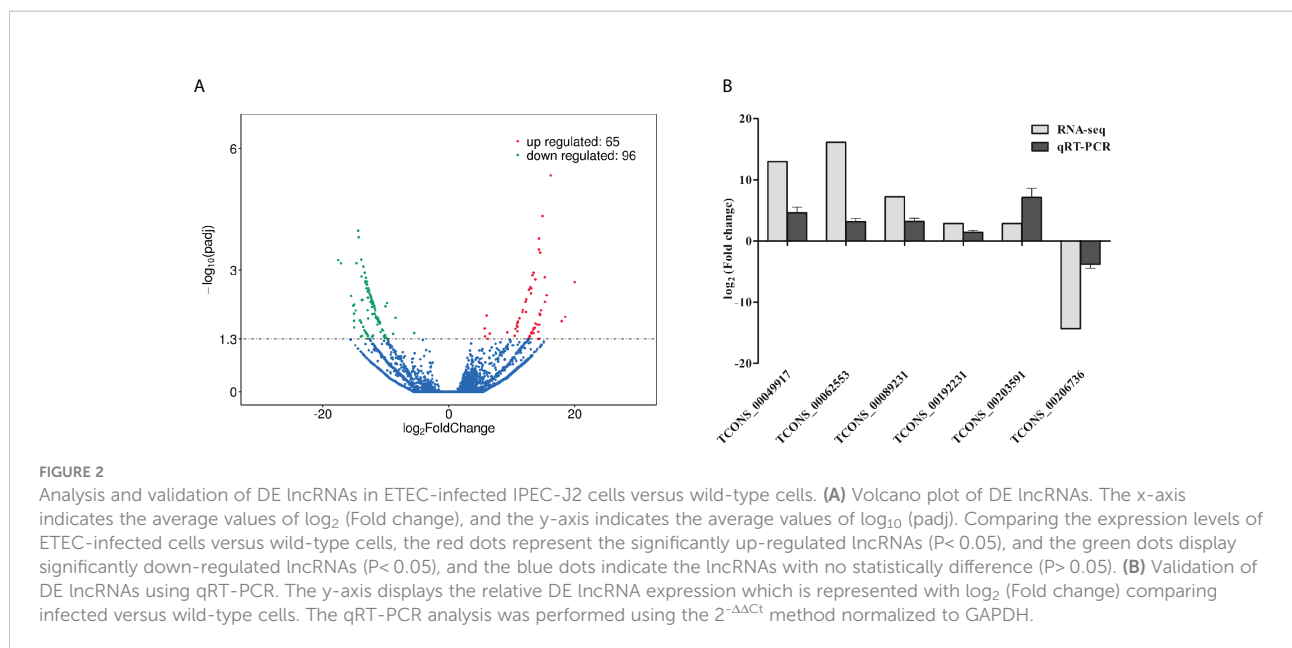 A
up regulated: 65
down regulated: 96
6
3
1.3
0
−log10(padj)
-20
0
20
log2FoldChange
B
RNA-seq
qRT-PCR
20
10
0
-10
-20
log2 (Fold change)
TCONS_00049917
TCONS_00062553
TCONS_00089231
TCONS_00192231
TCONS_00203591
TCONS_00206736
FIGURE 2
Analysis and validation of DE lncRNAs in ETEC-infected IPEC-J2 cells versus wild-type cells. (A) Volcano plot of DE lncRNAs. The x-axis
indicates the average values of log2 (Fold change), and the y-axis indicates the average values of log10 (padj). Comparing the expression levels of
ETEC-infected cells versus wild-type cells, the red dots represent the significantly up-regulated lncRNAs (P< 0.05), and the green dots display
significantly down-regulated lncRNAs (P< 0.05), and the blue dots indicate the lncRNAs with no statistically difference (P> 0.05). (B) Validation of
DE lncRNAs using qRT-PCR. The y-axis displays the relative DE lncRNA expression which is represented with log2 (Fold change) comparing
infected versus wild-type cells. The qRT-PCR analysis was performed using the 2-ΔΔCt method normalized to GAPDH.